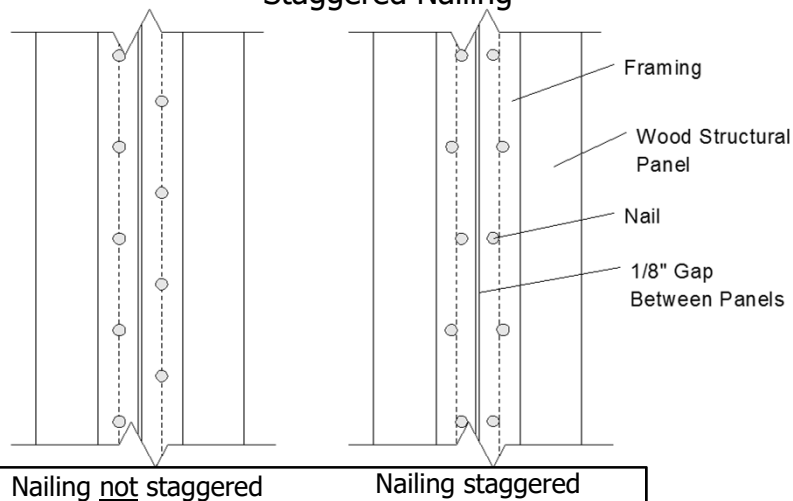 Staggered Nailing
Framing
Wood Structural
Panel
Nail
1/8" Gap
Between Panels
Nailing not staggered
Nailing staggered